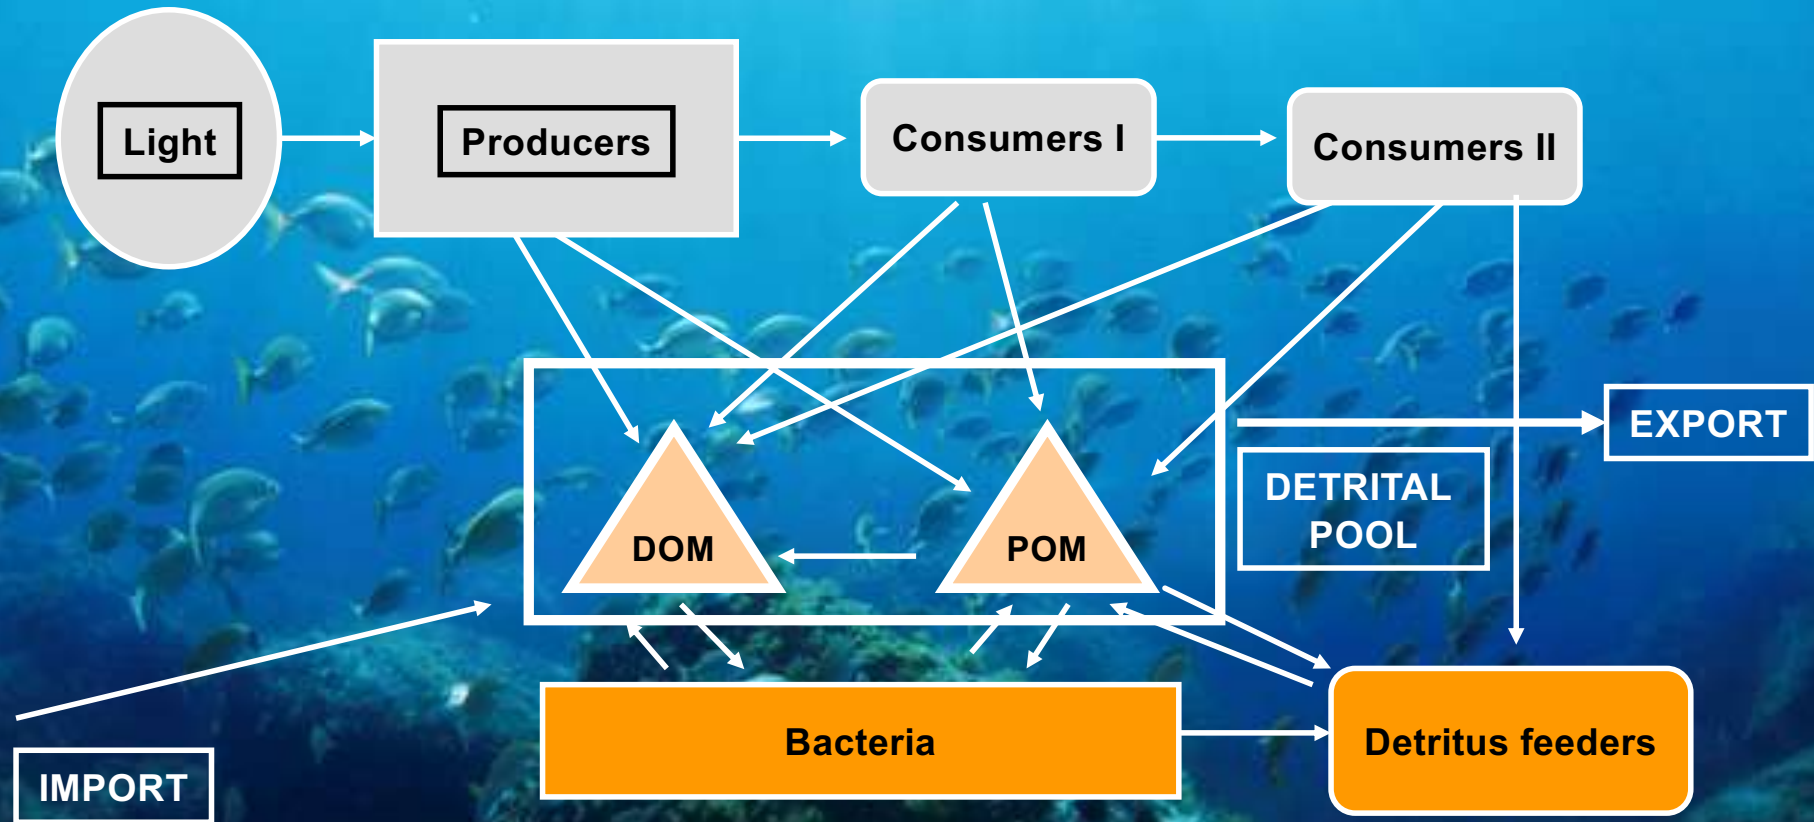 Light
Producers
Consumers I
Consumers II
EXPORT
DETRITAL
POOL
DOM
POM
Bacteria
Detritus feeders
IMPORT